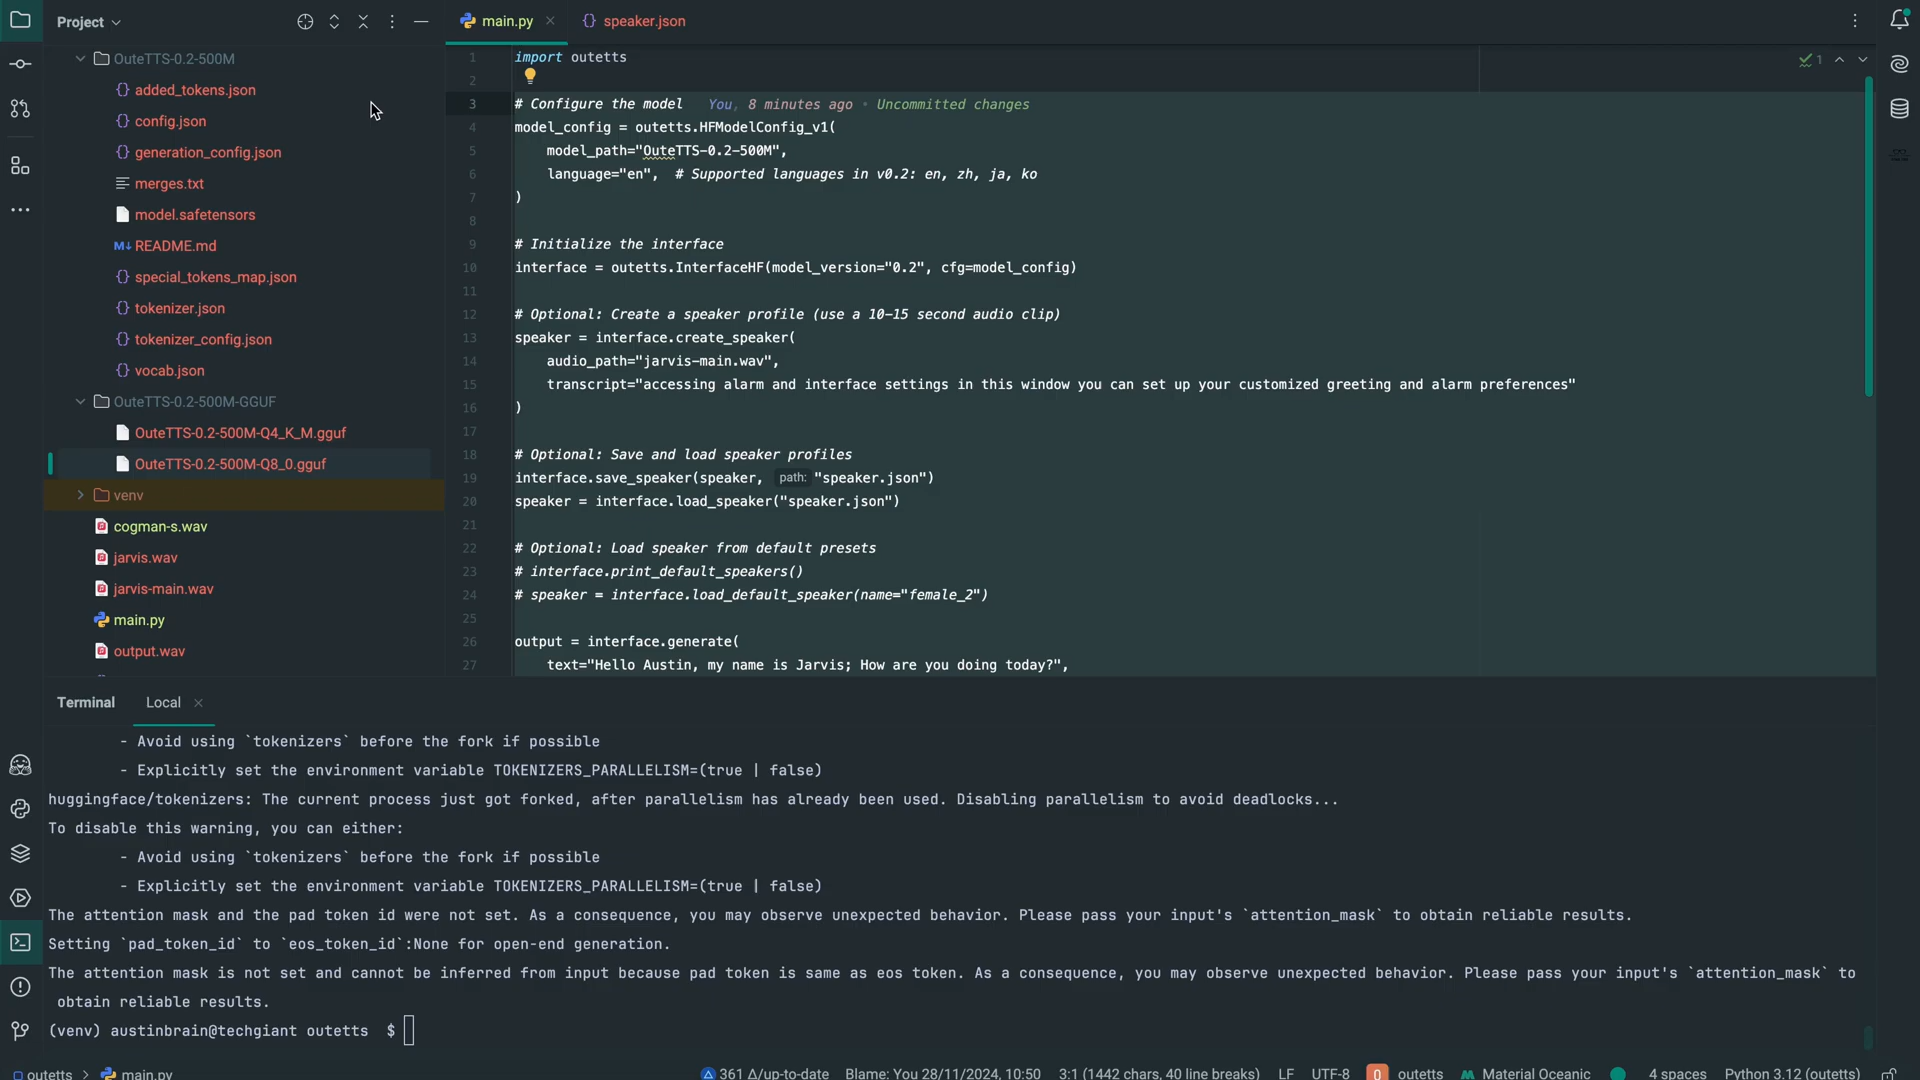 Project
main.py
speaker.json
OuteTTS-0.2-500M
added_tokens.json
config.json
generation_config.json
merges.txt
model.safetensors
README.md
special_tokens_map.json
tokenizer.json
tokenizer_config.json
vocab.json
OuteTTS-0.2-500M-GGUF
OuteTTS-0.2-500M-Q4_K_M.gguf
OuteTTS-0.2-500M-Q8_0.gguf
venv
cogman-s.wav
jarvis.wav
jarvis-main.wav
main.py
output.wav
1 import outetts
1
2
3 # Configure the model You, 8 minutes ago • Uncommitted changes
4 model_config = outetts.HFModelConfig_v1(
5 model_path="OuteTTS-0.2-500M",
6 language="en", # Supported languages in v0.2: en, zh, ja, ko
7 )
8
9 # Initialize the interface
10 interface = outetts.InterfaceHF(model_version="0.2", cfg=model_config)
11
12 # Optional: Create a speaker profile (use a 10-15 second audio clip)
13 speaker = interface.create_speaker(
14 audio_path="jarvis-main.wav",
15 transcript="accessing alarm and interface settings in this window you can set up your customized greeting and alarm preferences"
16 )
17
18 # Optional: Save and load speaker profiles
19 interface.save_speaker(speaker, path: "speaker.json")
20 speaker = interface.load_speaker("speaker.json")
21
22 # Optional: Load speaker from default presets
23 # interface.print_default_speakers()
24 # speaker = interface.load_default_speaker(name="female_2")
25
26 output = interface.generate(
27 text="Hello Austin, my name is Jarvis; How are you doing today?",
Terminal Local
- Avoid using `tokenizers` before the fork if possible
- Explicitly set the environment variable TOKENIZERS_PARALLELISM=(true | false)
huggingface/tokenizers: The current process just got forked, after parallelism has already been used. Disabling parallelism to avoid deadlocks...
To disable this warning, you can either:
- Avoid using `tokenizers` before the fork if possible
- Explicitly set the environment variable TOKENIZERS_PARALLELISM=(true | false)
The attention mask and the pad token id were not set. As a consequence, you may observe unexpected behavior. Please pass your input's `attention_mask` to obtain reliable results.
Setting `pad_token_id` to `eos_token_id`:None for open-end generation.
The attention mask is not set and cannot be inferred from input because pad token is same as eos token. As a consequence, you may observe unexpected behavior. Please pass your input's `attention_mask` to
obtain reliable results.
(venv) austinbrain@techgiant outetts $
outetts > main.py 361 Δ/up-to-date Blame: You 28/11/2024, 10:50 3:1 (1442 chars, 40 line breaks) LF UTF-8 0 outetts Material Oceanic 4 spaces Python 3.12 (outetts)